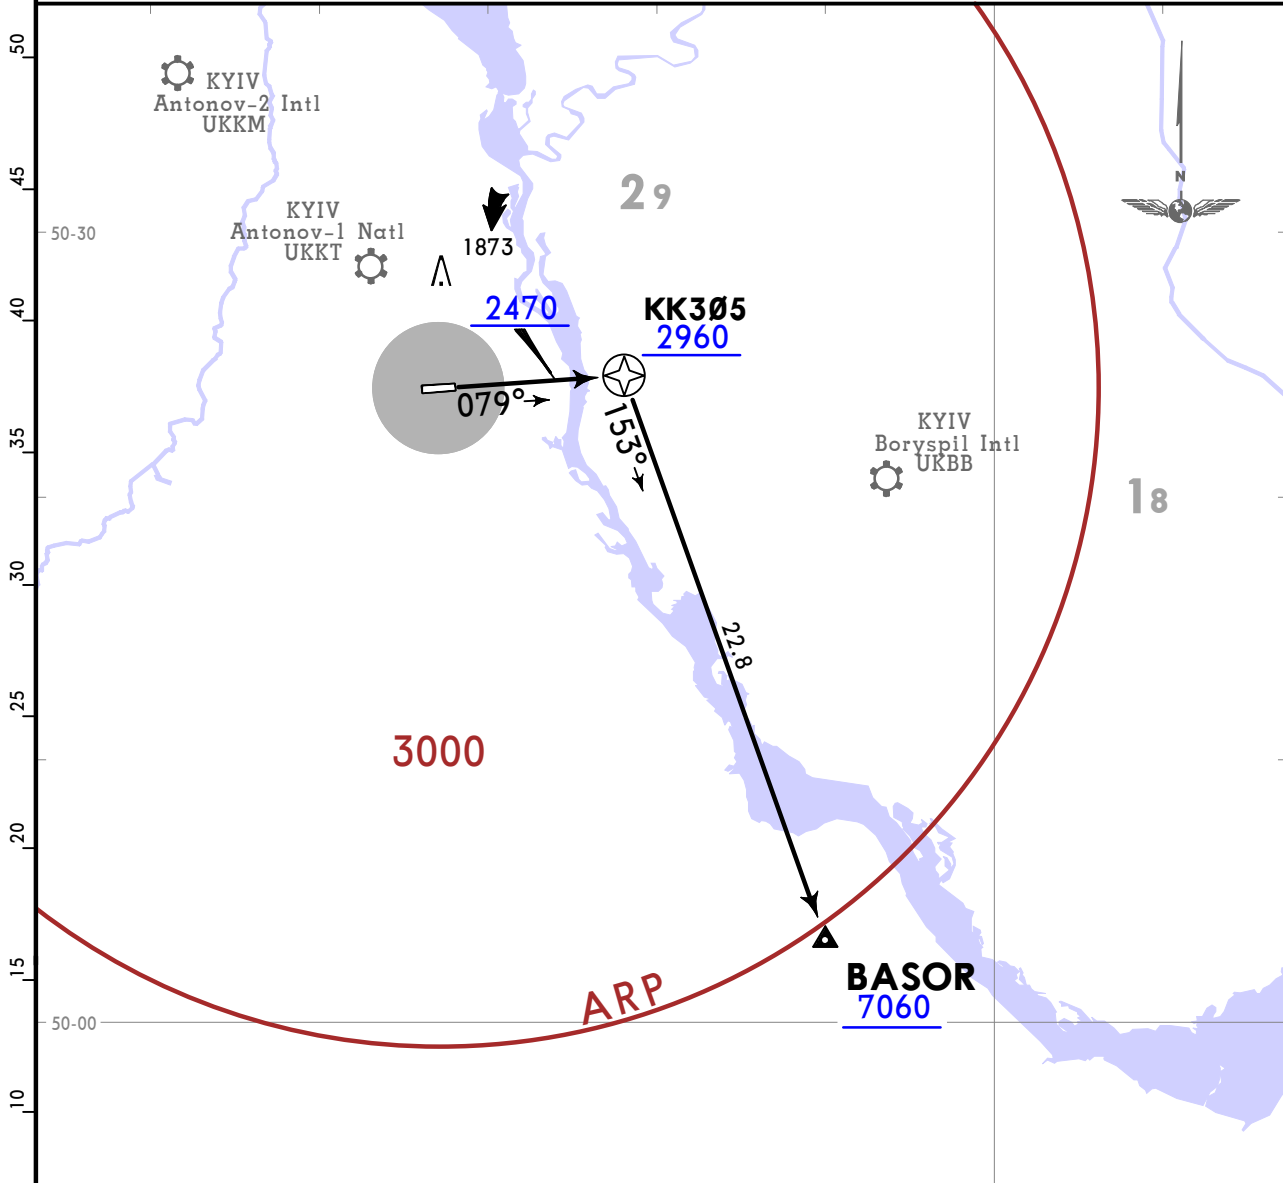 50
KYIV
Antonov-2 Intl
UKKM
45
29
N
KYIV
Antonov-1 Natl
UKKT
50-30
1873
40
2470
KK3Ø5
2960
079°
153°
35
KYIV
Boryspil Intl
UKBB
18
30
22.8
25
3000
20
15
ARP
BASOR
7060
50-00
10